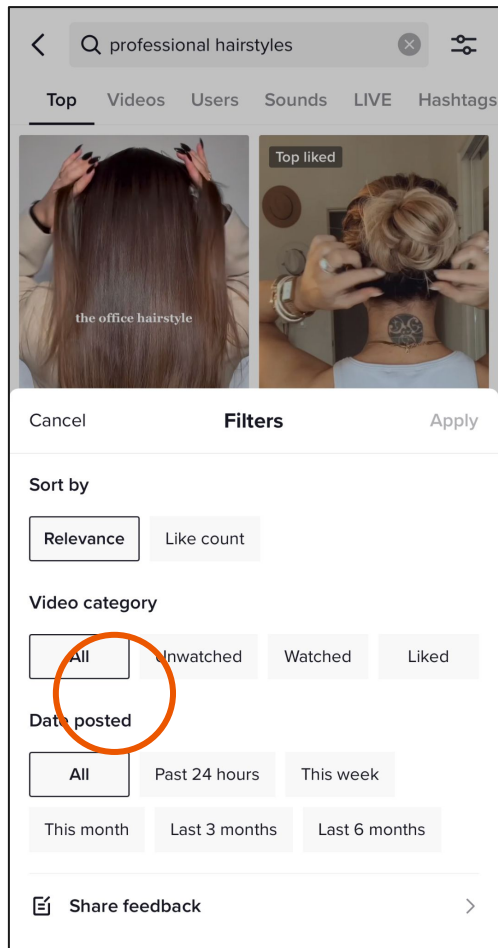 professional hairstyles
Top Videos Users Sounds LIVE Hashtags
Top liked
the office hairstyle
Cancel Filters Apply
Sort by
Relevance Like count
Video category
All Unwatched Watched Liked
Date posted
All Past 24 hours This week
This month Last 3 months Last 6 months
Share feedback